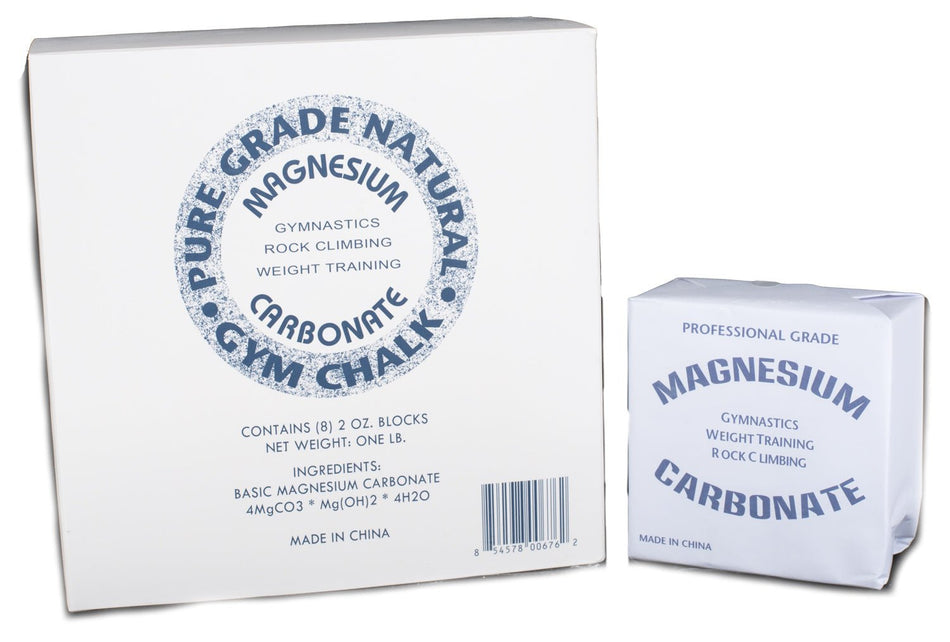 • PURE GRADE NATURAL •
MAGNESIUM
GYMNASTICS
ROCK CLIMBING
WEIGHT TRAINING
CARBONATE
GYM CHALK
CONTAINS (8) 2 OZ. BLOCKS
NET WEIGHT: ONE LB.
INGREDIENTS:
BASIC MAGNESIUM CARBONATE
4MgCO3 * Mg(OH)2 * 4H2O
MADE IN CHINA
8 54578 00676 2
PROFESSIONAL GRADE
MAGNESIUM
GYMNASTICS
WEIGHT TRAINING
ROCK CLIMBING
CARBONATE
MADE IN CHINA